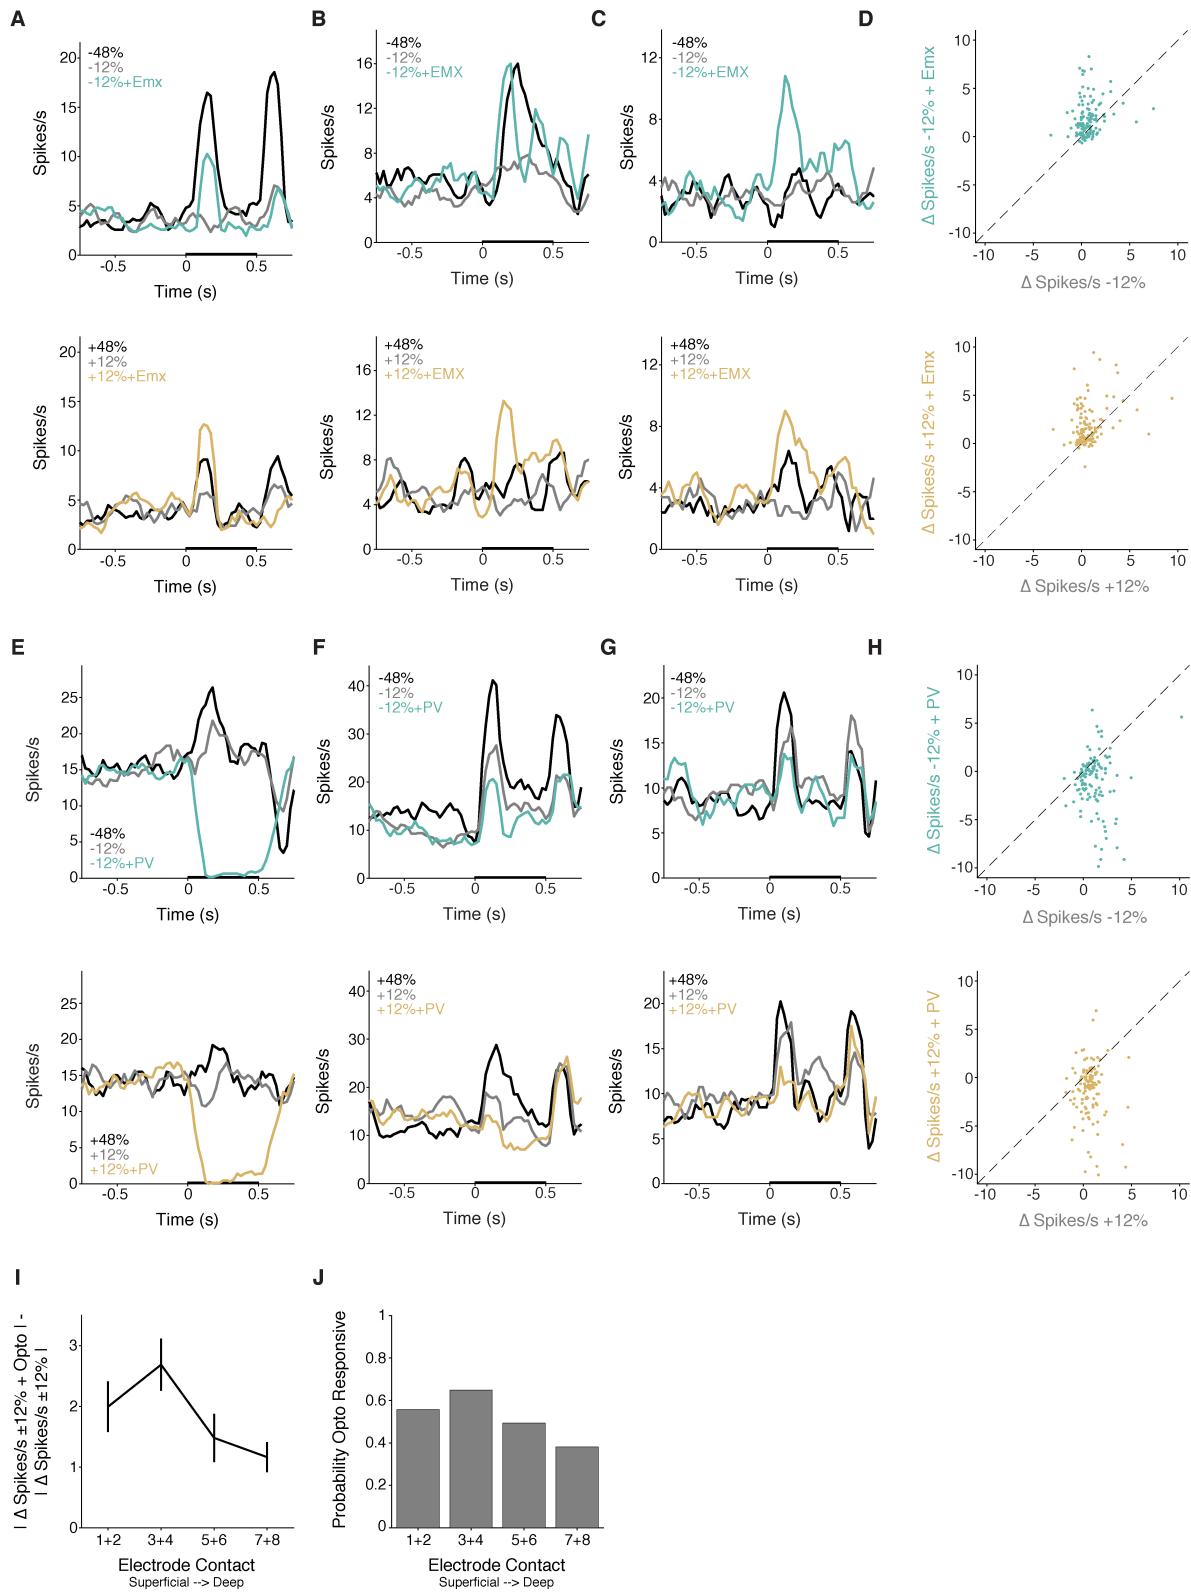 A
B
C
D
-48%
-12%
-12%+Emx
20
15
10
5
0
Spikes/s
-0.5
0
0.5
Time (s)
-48%
-12%
-12%+EMX
16
12
8
4
0
Spikes/s
-0.5
0
0.5
Time (s)
-48%
-12%
-12%+EMX
12
8
4
0
Spikes/s
-0.5
0
0.5
Time (s)
Δ Spikes/s -12% + Emx
10
5
0
-5
-10
-10
-5
0
5
10
Δ Spikes/s -12%
+48%
+12%
+12%+Emx
20
15
10
5
0
Spikes/s
-0.5
0
0.5
Time (s)
+48%
+12%
+12%+EMX
16
12
8
4
0
Spikes/s
-0.5
0
0.5
Time (s)
+48%
+12%
+12%+EMX
12
8
4
0
Spikes/s
-0.5
0
0.5
Time (s)
Δ Spikes/s +12% + Emx
10
5
0
-5
-10
-10
-5
0
5
10
Δ Spikes/s +12%
E
F
G
H
25
20
15
10
5
0
Spikes/s
-48%
-12%
-12%+PV
-0.5
0
0.5
Time (s)
-48%
-12%
-12%+PV
40
30
20
10
0
Spikes/s
-0.5
0
0.5
Time (s)
-48%
-12%
-12%+PV
20
15
10
5
0
Spikes/s
-0.5
0
0.5
Time (s)
Δ Spikes/s -12% + PV
10
5
0
-5
-10
-10
-5
0
5
10
Δ Spikes/s -12%
25
20
15
10
5
0
Spikes/s
+48%
+12%
+12%+PV
-0.5
0
0.5
Time (s)
+48%
+12%
+12%+PV
40
30
20
10
0
Spikes/s
-0.5
0
0.5
Time (s)
+48%
+12%
+12%+PV
20
15
10
5
0
Spikes/s
-0.5
0
0.5
Time (s)
Δ Spikes/s +12% + PV
10
5
0
-5
-10
-10
-5
0
5
10
Δ Spikes/s +12%
I
J
| Δ Spikes/s ±12% + Opto | -
| Δ Spikes/s ±12% |
3
2
1
0
1+2
3+4
5+6
7+8
Electrode Contact
Superficial --> Deep
Probability Opto Responsive
1
0.8
0.6
0.4
0.2
0
1+2
3+4
5+6
7+8
Electrode Contact
Superficial --> Deep